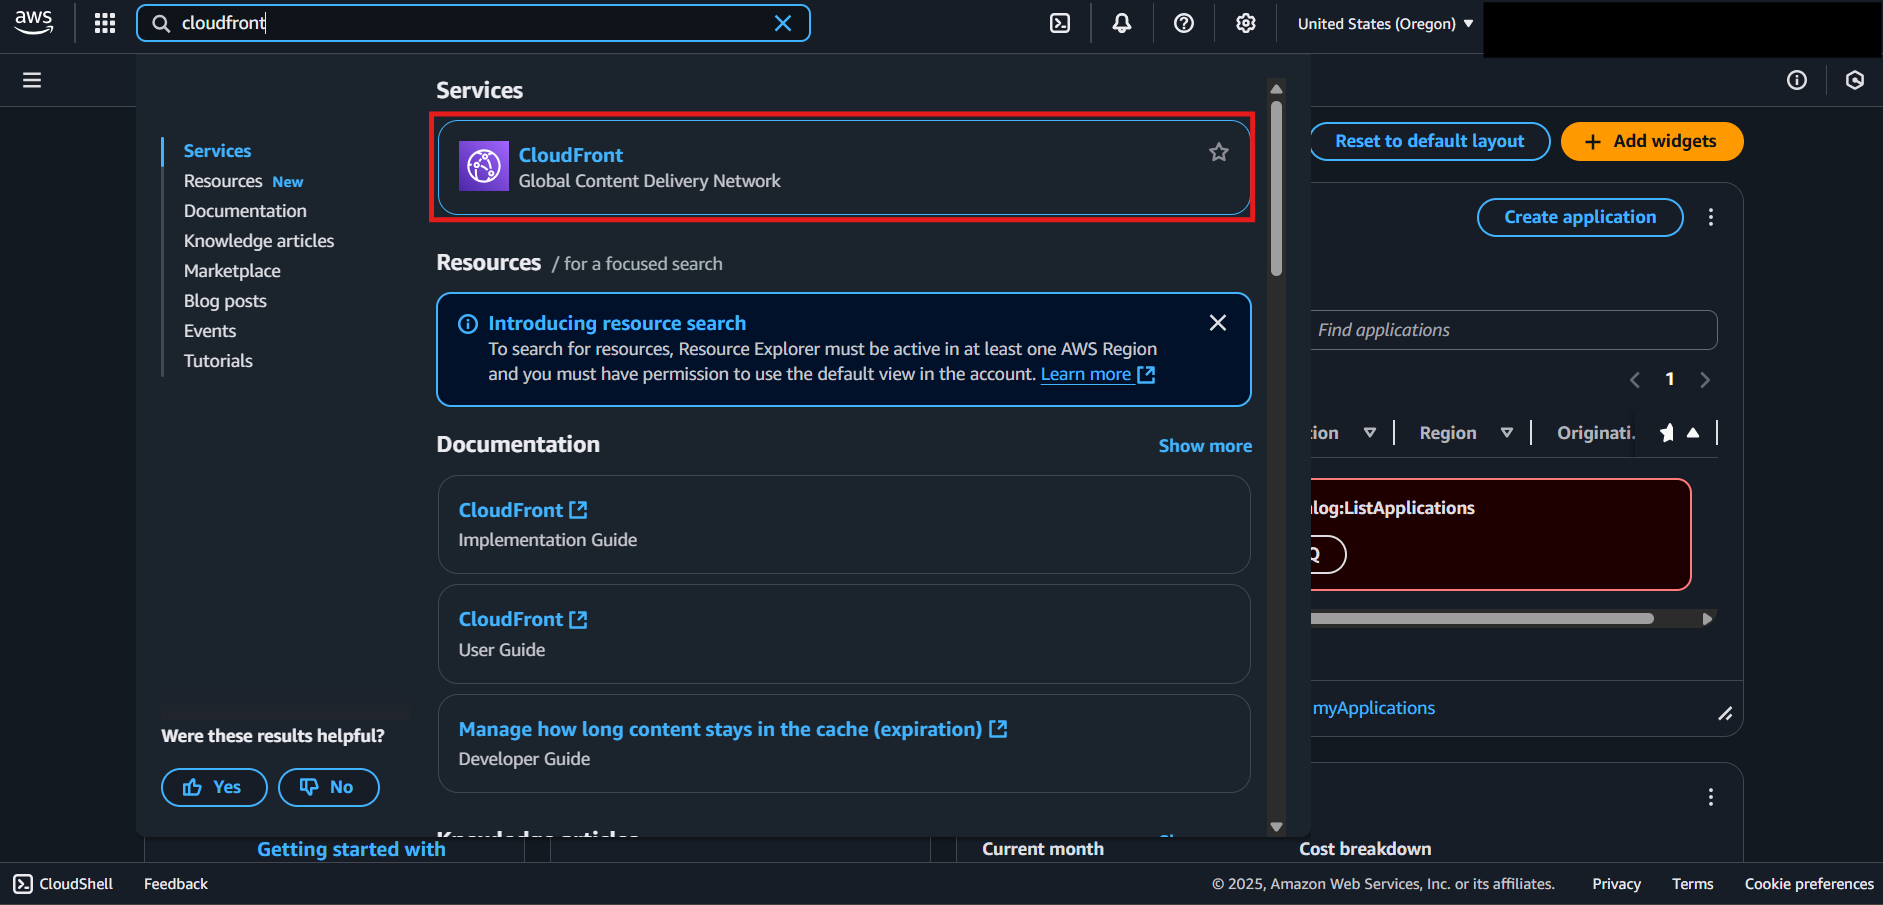 aws
cloudfront
United States (Oregon)
Services
Resources New
Documentation
Knowledge articles
Marketplace
Blog posts
Events
Tutorials
Were these results helpful?
Yes
No
Services
CloudFront
Global Content Delivery Network
Resources / for a focused search
Introducing resource search
To search for resources, Resource Explorer must be active in at least one AWS Region
and you must have permission to use the default view in the account. Learn more
Documentation
Show more
CloudFront
Implementation Guide
CloudFront
User Guide
Manage how long content stays in the cache (expiration)
Developer Guide
Knowledge articles
Reset to default layout
+ Add widgets
Create application
Find applications
1
tion
Region
Originati.
log:ListApplications
Q
myApplications
Getting started with
Current month
Cost breakdown
CloudShell
Feedback
© 2025, Amazon Web Services, Inc. or its affiliates.
Privacy
Terms
Cookie preferences